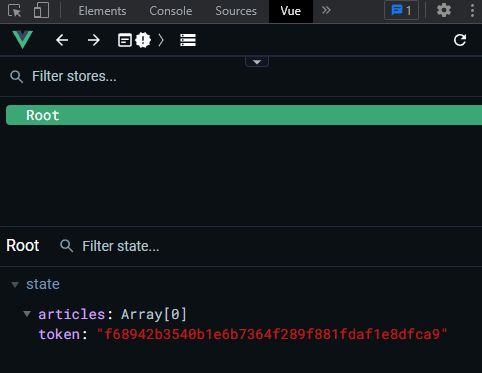 Elements Console Sources Vue » 1
Filter stores...
Root
Root Filter state...
state
articles: Array[0]
token: "f68942b3540b1e6b7364f289f881fdaf1e8dfca9"